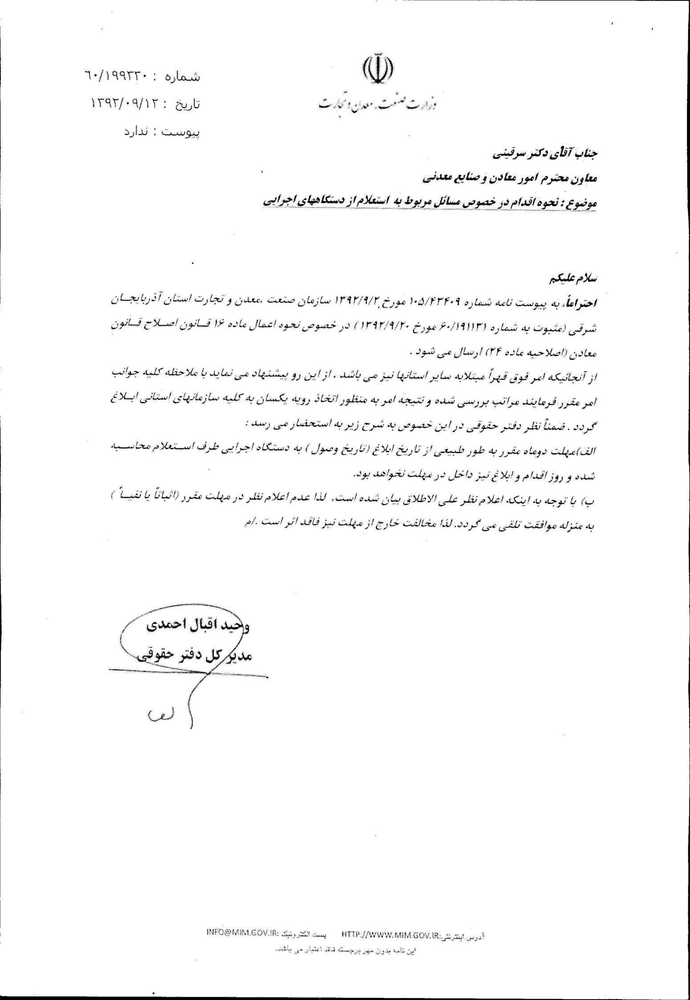 شماره : ٦٠/١٩٩٣٣٠
تاریخ : ١٣٩٢/٠٩/١٢
پیوست : ندارد
وزارت صنعت، معدن و تجارت
جناب آقای دکتر سرقینی
معاون محترم امور معادن و صنایع معدنی
موضوع : نحوه اقدام در خصوص مسائل مربوط به استعلام از دستگاههای اجرایی
سلام علیکم
احتراماً، به پیوست نامه شماره ۱۰۵/۴۳۴۰۹ مورخ ۱۳۹۲/۹/۲ سازمان صنعت ،معدن و تجارت استان آذربایجان
شرقی (مثبوت به شماره ۶۰/۱۹۱۱۳۱ مورخ ۱۳۹۲/۹/۲۰) در خصوص نحوه اعمال ماده ۱۶ قانون اصلاح قانون
معادن (اصلاحیه ماده ۲۴) ارسال می شود .
از آنجائیکه امر فوق قهراً مبتلابه سایر استانها نیز می باشد ، از این رو پیشنهاد می نماید با ملاحظه کلیه جوانب
امر مقرر فرمایند مراتب بررسی شده و نتیجه امر به منظور اتخاذ رویه یکسان به کلیه سازمانهای استانی ابلاغ
گردد . ضمناً نظر دفتر حقوقی در این خصوص به شرح زیر به استحضار می رسد :
الف)مهلت دوماه مقرر به طور طبیعی از تاریخ ابلاغ (تاریخ وصول ) به دستگاه اجرایی طرف استعلام محاسبه
شده و روز اقدام و ابلاغ نیز داخل در مهلت نخواهد بود.
ب) با توجه به اینکه اعلام نظر علی الاطلاق بیان شده است. لذا عدم اعلام نظر در مهلت مقرر (اثباتاً یا نفیاً )
به منزله موافقت تلقی می گردد. لذا مخالفت خارج از مهلت نیز فاقد اثر است ./م
وحید اقبال احمدی
مدیر کل دفتر حقوقی
آدرس اینترنتی:HTTP://WWW.MIM.GOV.IR پست الکترونیک :INFO@MIM.GOV.IR
این نامه بدون مهر برجسته فاقد اعتبار می باشد.